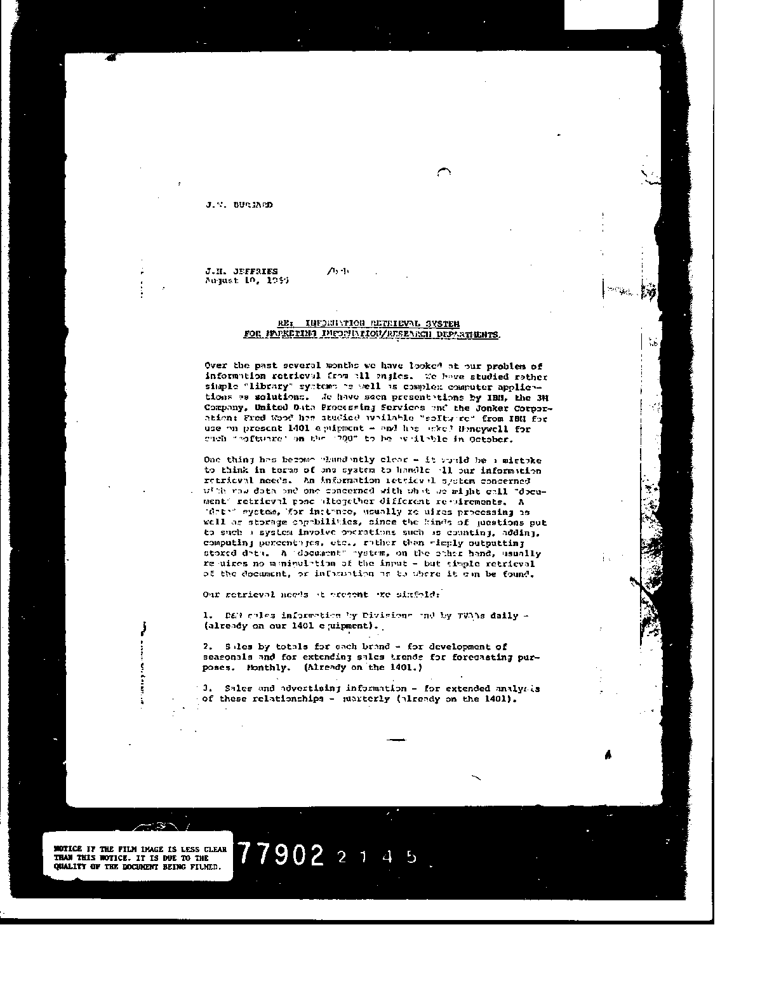 J.H. JEFFRIES
August 10,
RE: INFORMATION RETRIEVAL SYSTEM
FOR MARKETING INFORMATION/RESEARCH DEPARTMENTS.
Over the past several months we have looked at our problem of
information retrieval from all angles. We have studied rather
simple "library" systems as well as complex computer applica-
tions as solutions. We have seen presentations by IBM, the 3M
Company, United Data Processing Services and the Jonker Corpor-
ation: Fred Wood has studied available "software" from IBM for
use on present 1401 equipment - and has asked Honeywell for
such "software" on the "200" to be available in October.
One thing has become abundantly clear - it would be a mistake
to think in terms of one system to handle all our information
retrieval needs. An information retrieval system concerned
with raw data and one concerned with what we might call "docu-
ment" retrieval pose altogether different requirements. A
"data" system, for instance, usually requires processing as
well as storage capabilities, since the kinds of questions put
to such a system involve operations such as counting, adding,
computing percentages, etc., rather than simply outputting
stored data. A "document" system, on the other hand, usually
requires no manipulation of the input - but simple retrieval
of the document, or information as to where it can be found.
Our retrieval needs at present are sixfold:
1. sales information by Divisions and by daily -
(already on our 1401 equipment).
2. Sales by totals for each brand - for development of
seasonals and for extending sales trends for forecasting pur-
poses. Monthly. (Already on the 1401.)
3. Sales and advertising information - for extended analysis
of these relationships - quarterly (already on the 1401).
NOTICE IF THE FILM IMAGE IS LESS CLEAR
THAN THIS NOTICE. IT IS DUE TO THE
QUALITY OF THE DOCUMENT BEING FILMED.
77902 2145